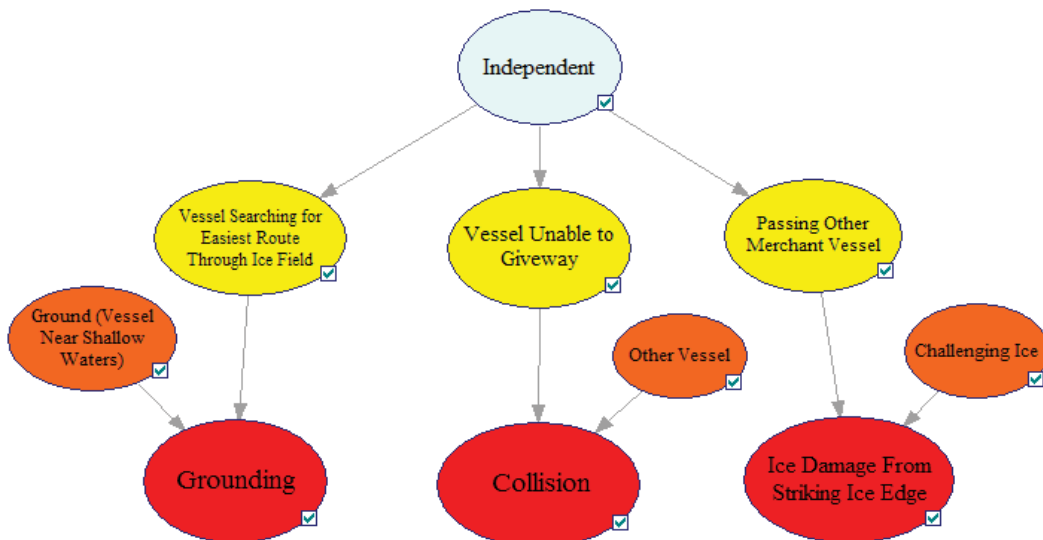 Independent
Vessel Searching for
Easiest Route
Through Ice Field
Vessel Unable to
Giveway
Passing Other
Merchant Vessel
Ground (Vessel
Near Shallow
Waters)
Other Vessel
Challenging Ice
Grounding
Collision
Ice Damage From
Striking Ice Edge